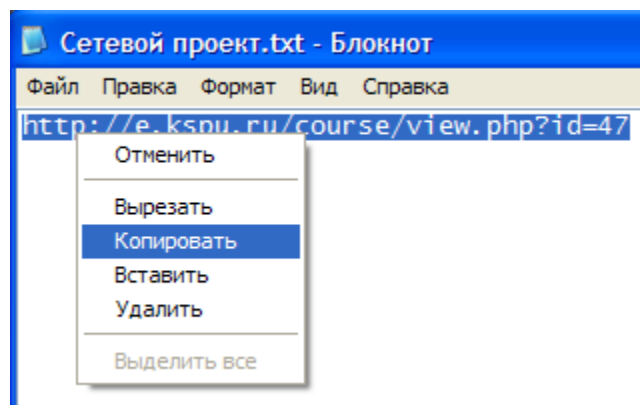 Сетевой проект.txt - Блокнот
Файл Правка Формат Вид Справка
http://e.kspu.ru/course/view.php?id=47
Отменить
Вырезать
Копировать
Вставить
Удалить
Выделить все